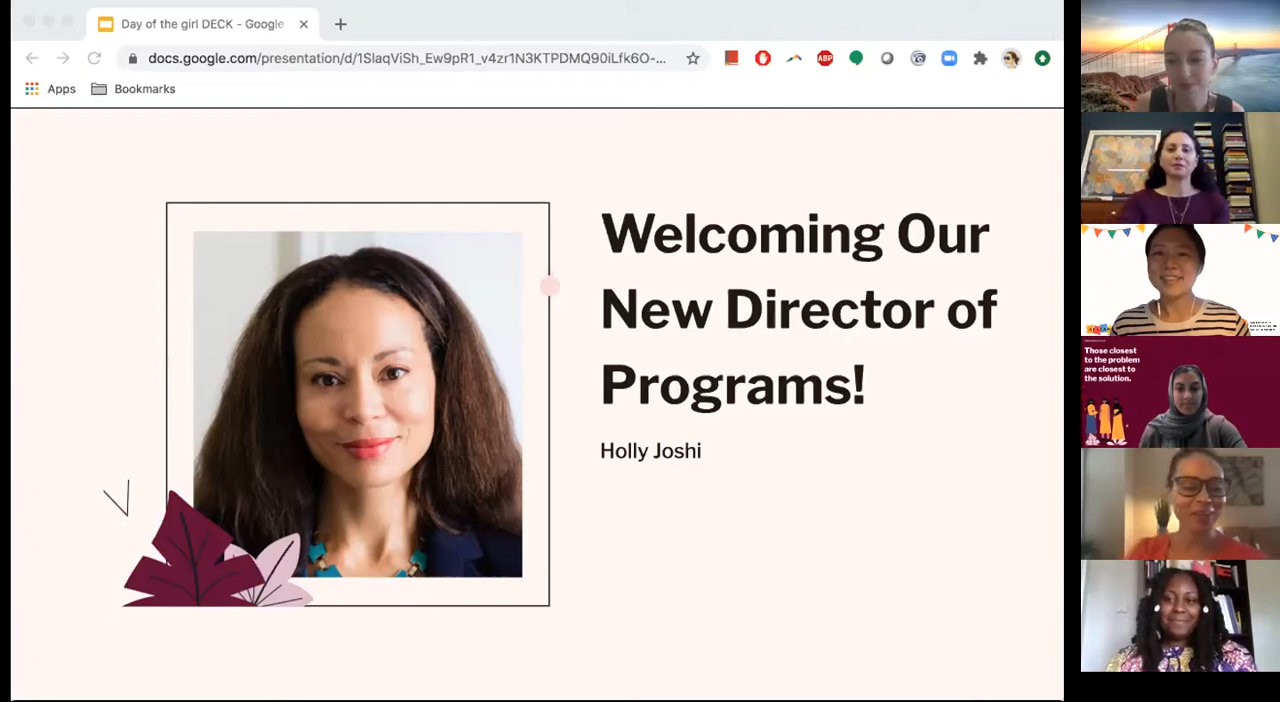 Day of the girl DECK - Google
docs.google.com/presentation/d/1SlaqViSh_Ew9pR1_v4zr1N3KTPDMQ90iLfk6O-...
ABP
Apps
Bookmarks
Welcoming Our
New Director of
Programs!
Holly Joshi
Those closest
to the problem
are closest to
the solution.